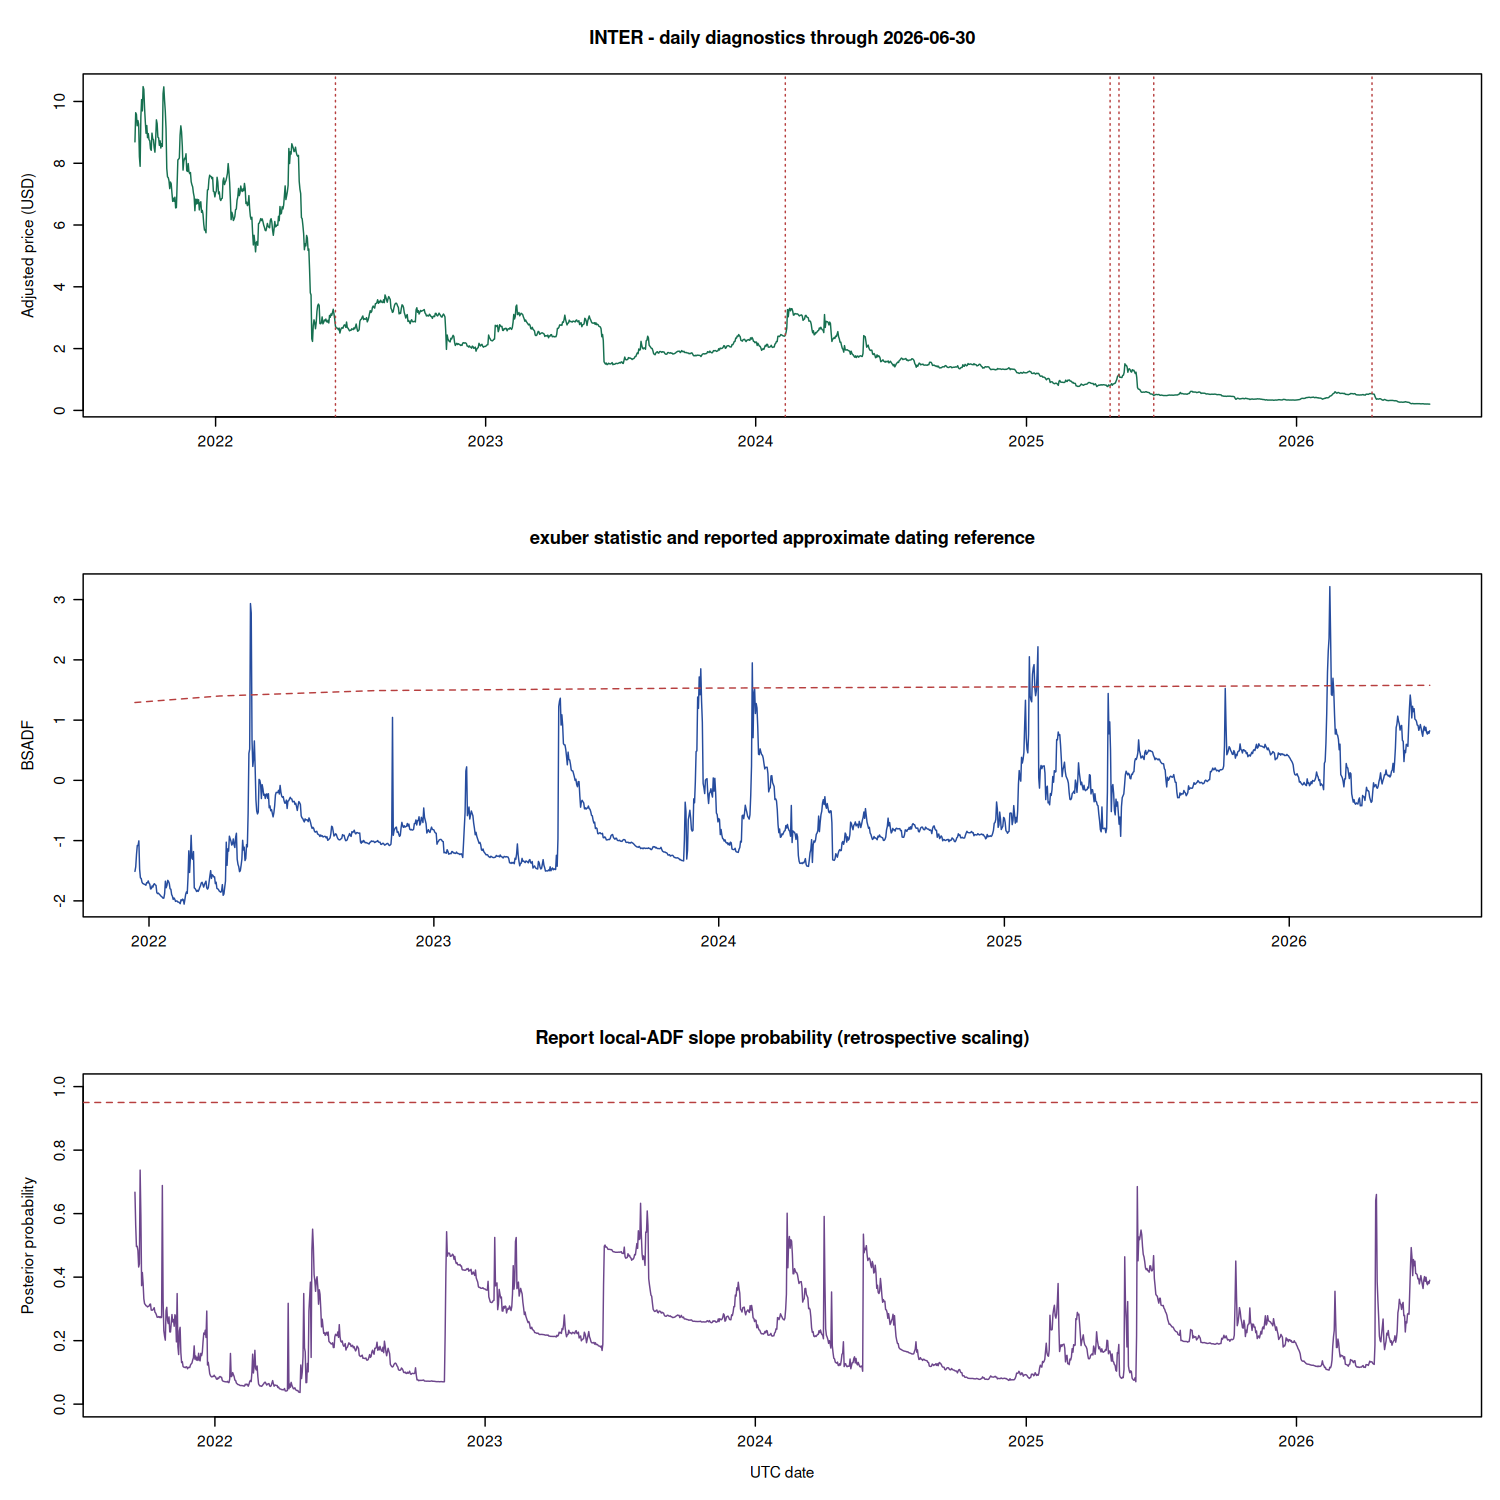 INTER - daily diagnostics through 2026-06-30
Adjusted price (USD)
10
8
6
4
2
0
2022 2023 2024 2025 2026
exuber statistic and reported approximate dating reference
BSADF
3
2
1
0
-1
-2
2022 2023 2024 2025 2026
Report local-ADF slope probability (retrospective scaling)
Posterior probability
1.0
0.8
0.6
0.4
0.2
0.0
2022 2023 2024 2025 2026
UTC date